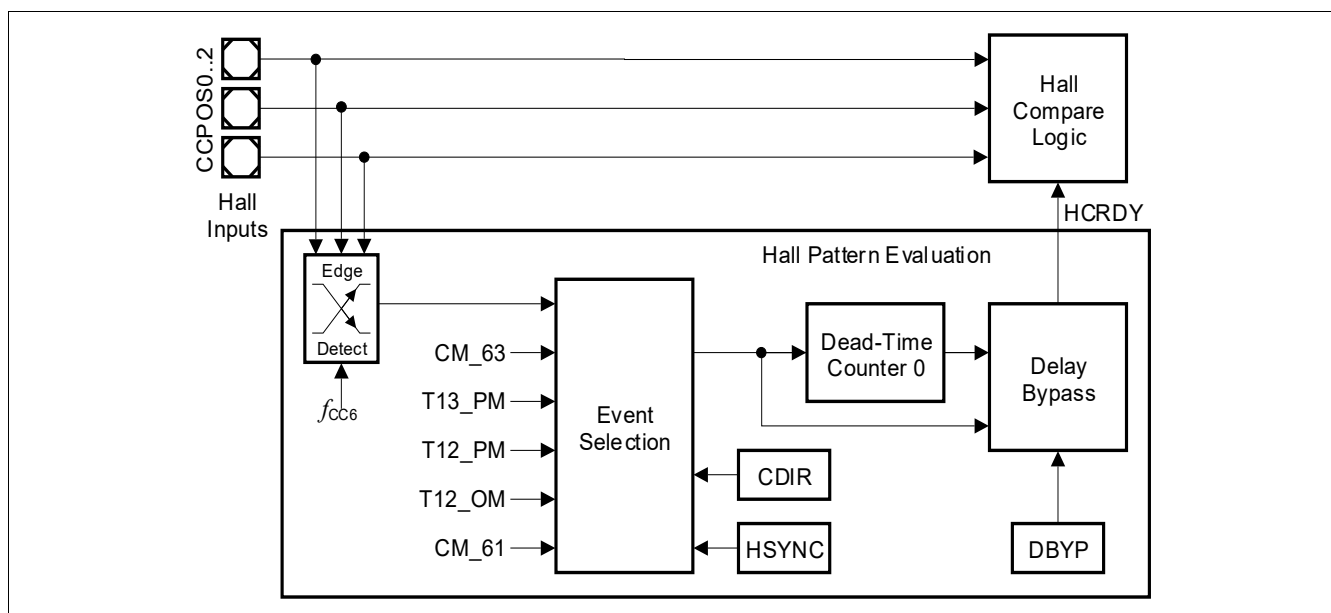 CCPOS0..2
Hall
Inputs
Hall
Compare
Logic
HCRDY
Hall Pattern Evaluation
Edge
Detect
fCC6
CM_63
T13_PM
T12_PM
T12_OM
CM_61
Event
Selection
Dead-Time
Counter 0
Delay
Bypass
CDIR
HSYNC
DBYP